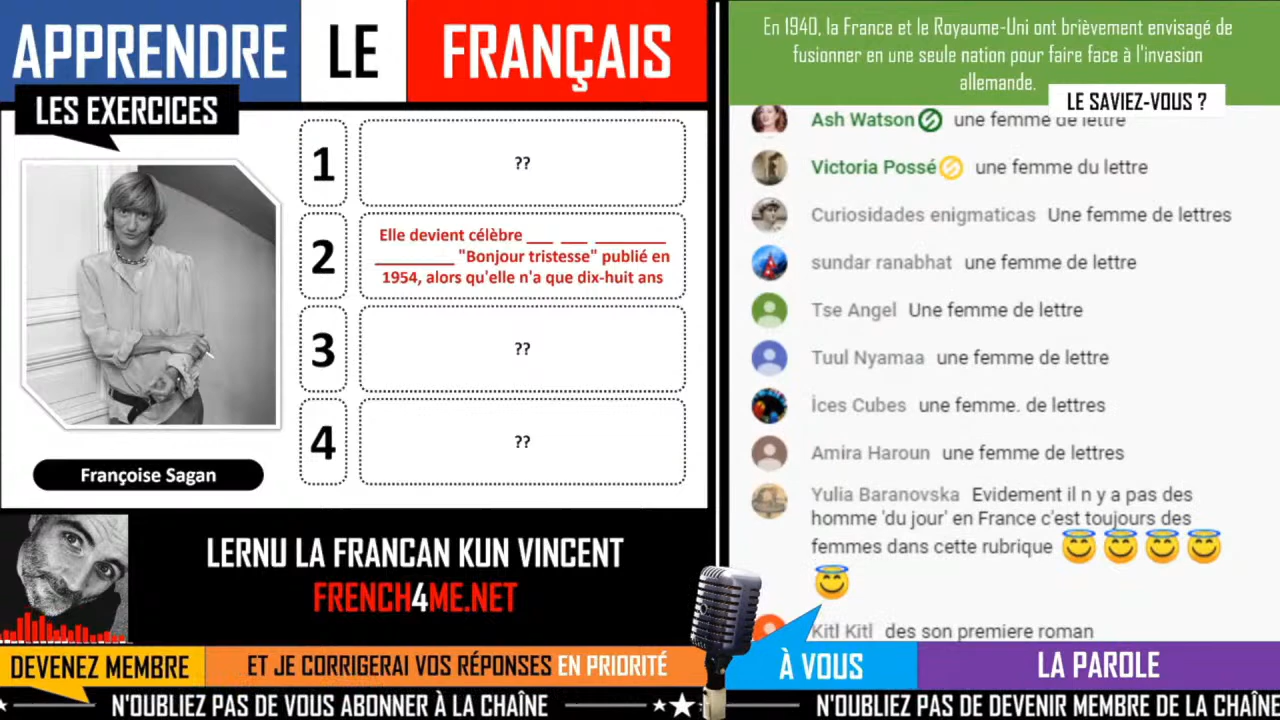 APPRENDRE LE FRANÇAIS
LES EXERCICES
1
??
2
Elle devient célèbre ___ ___ ________
_________ "Bonjour tristesse" publié en
1954, alors qu'elle n'a que dix-huit ans
3
??
4
??
Françoise Sagan
LERNU LA FRANCAN KUN VINCENT
FRENCH4ME.NET
En 1940, la France et le Royaume-Uni ont brièvement envisagé de
fusionner en une seule nation pour faire face à l'invasion
allemande.
LE SAVIEZ-VOUS ?
Ash Watson une femme de lettre
Victoria Possé une femme du lettre
Curiosidades enigmaticas Une femme de lettres
sundar ranabhat une femme de lettre
Tse Angel Une femme de lettre
Tuul Nyamaa une femme de lettre
İces Cubes une femme. de lettres
Amira Haroun une femme de lettres
Yulia Baranovska Evidement il n y a pas des
homme 'du jour' en France c'est toujours des
femmes dans cette rubrique
Kitl Kitl des son premiere roman
DEVENEZ MEMBRE
ET JE CORRIGERAI VOS RÉPONSES EN PRIORITÉ
À VOUS
LA PAROLE
N'OUBLIEZ PAS DE VOUS ABONNER À LA CHAÎNE
N'OUBLIEZ PAS DE DEVENIR MEMBRE DE LA CHAÎNE